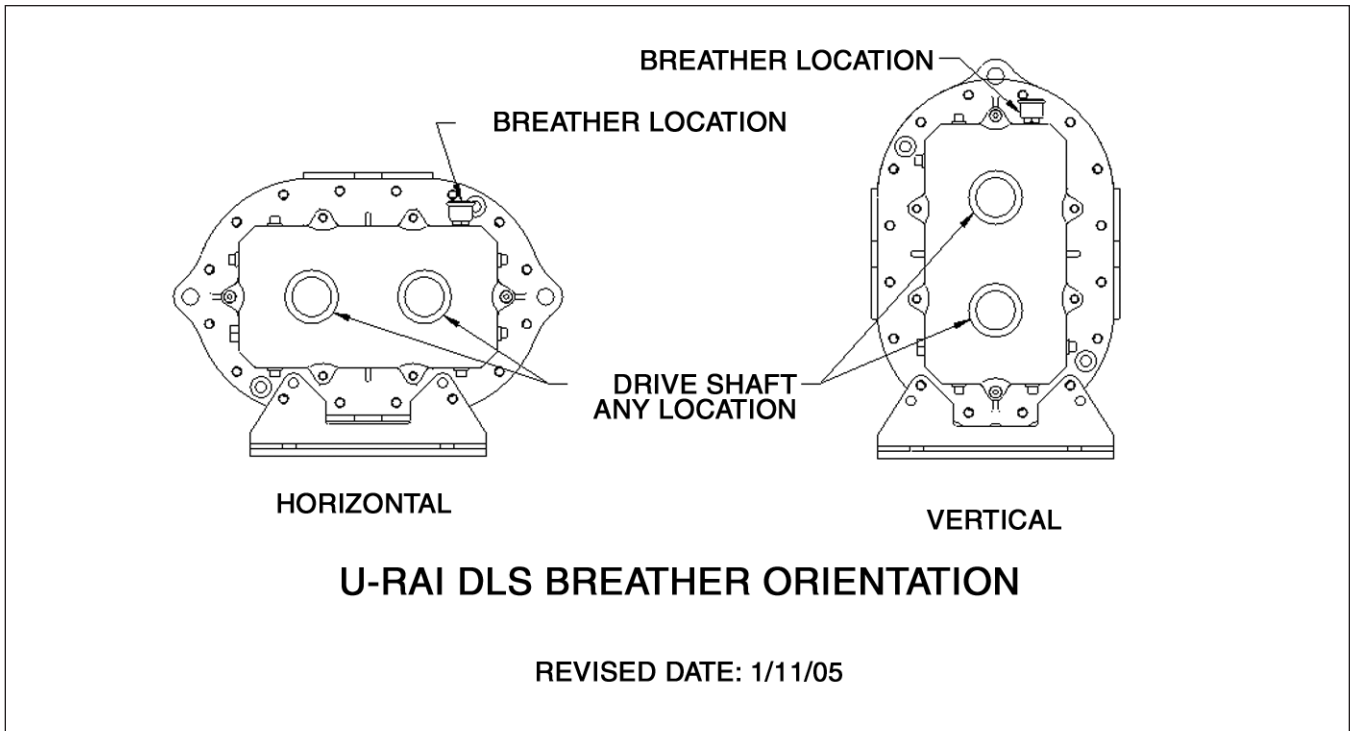 BREATHER LOCATION
BREATHER LOCATION
DRIVE SHAFT
ANY LOCATION
HORIZONTAL
VERTICAL
U-RAI DLS BREATHER ORIENTATION
REVISED DATE: 1/11/05